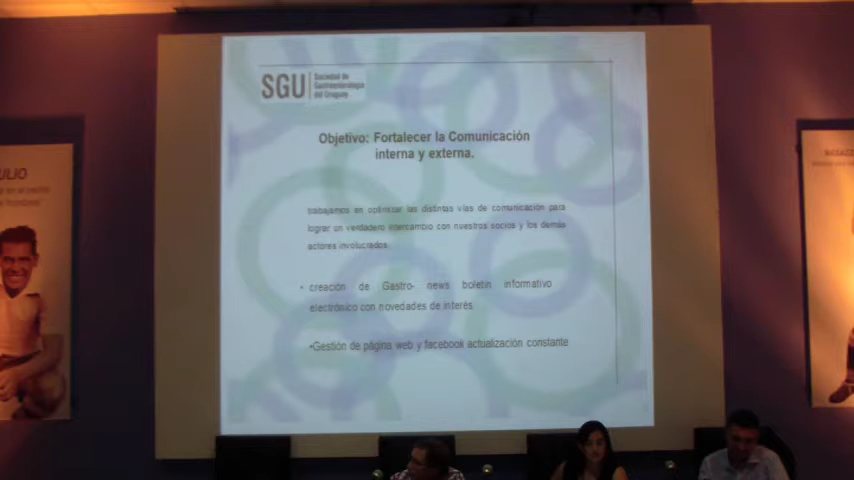 SGU
Sociedad de
Gastroenterología
del Uruguay
Objetivo: Fortalecer la Comunicación
interna y externa.
trabajamos en optimizar las distintas vías de comunicación para
lograr un verdadero intercambio con nuestros socios y los demás
actores involucrados.
• creación de Gastro- news boletín informativo
electrónico con novedades de interés.
•Gestión de página web y facebook actualización constante
ULIO